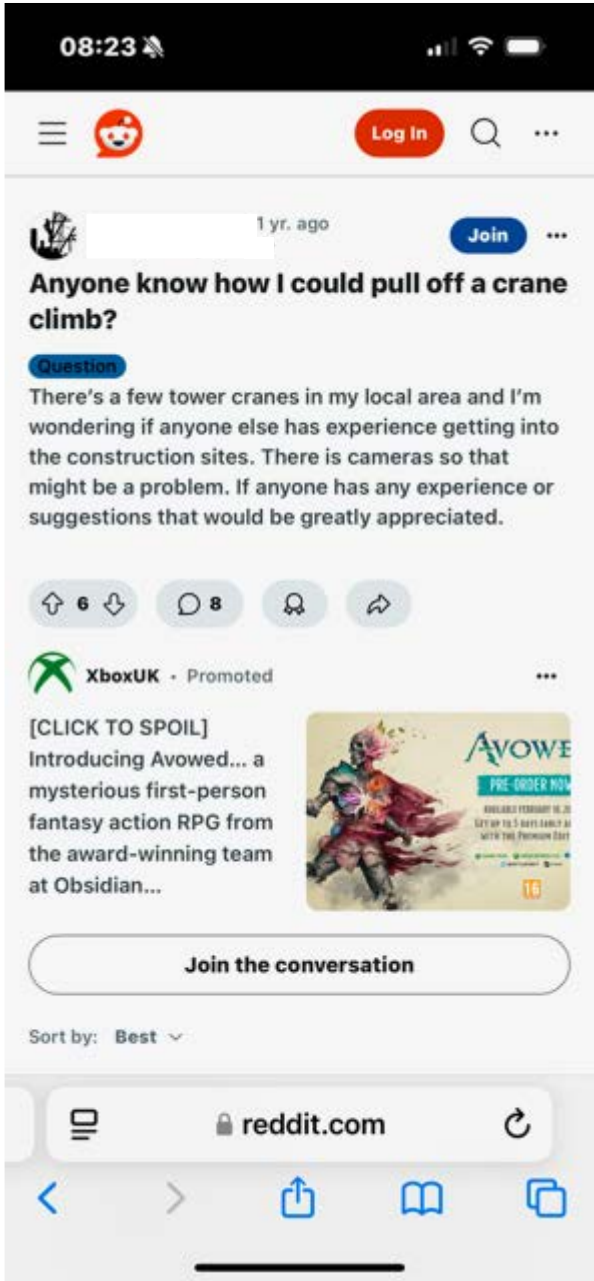 08:23
Log In
1 yr. ago
Join
Anyone know how I could pull off a crane
climb?
Question
There's a few tower cranes in my local area and I'm
wondering if anyone else has experience getting into
the construction sites. There is cameras so that
might be a problem. If anyone has any experience or
suggestions that would be greatly appreciated.
6
8
XboxUK · Promoted
[CLICK TO SPOIL]
Introducing Avowed... a
mysterious first-person
fantasy action RPG from
the award-winning team
at Obsidian...
AVOWE
PRE-ORDER NOW
16
Join the conversation
Sort by: Best
reddit.com